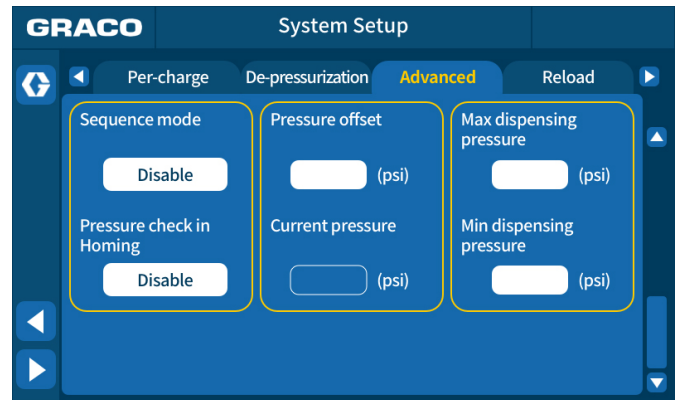 GRACO
System Setup
Per-charge
De-pressurization
Advanced
Reload
Sequence mode
Disable
Pressure check in
Homing
Disable
Pressure offset
(psi)
Current pressure
(psi)
Max dispensing
pressure
(psi)
Min dispensing
pressure
(psi)